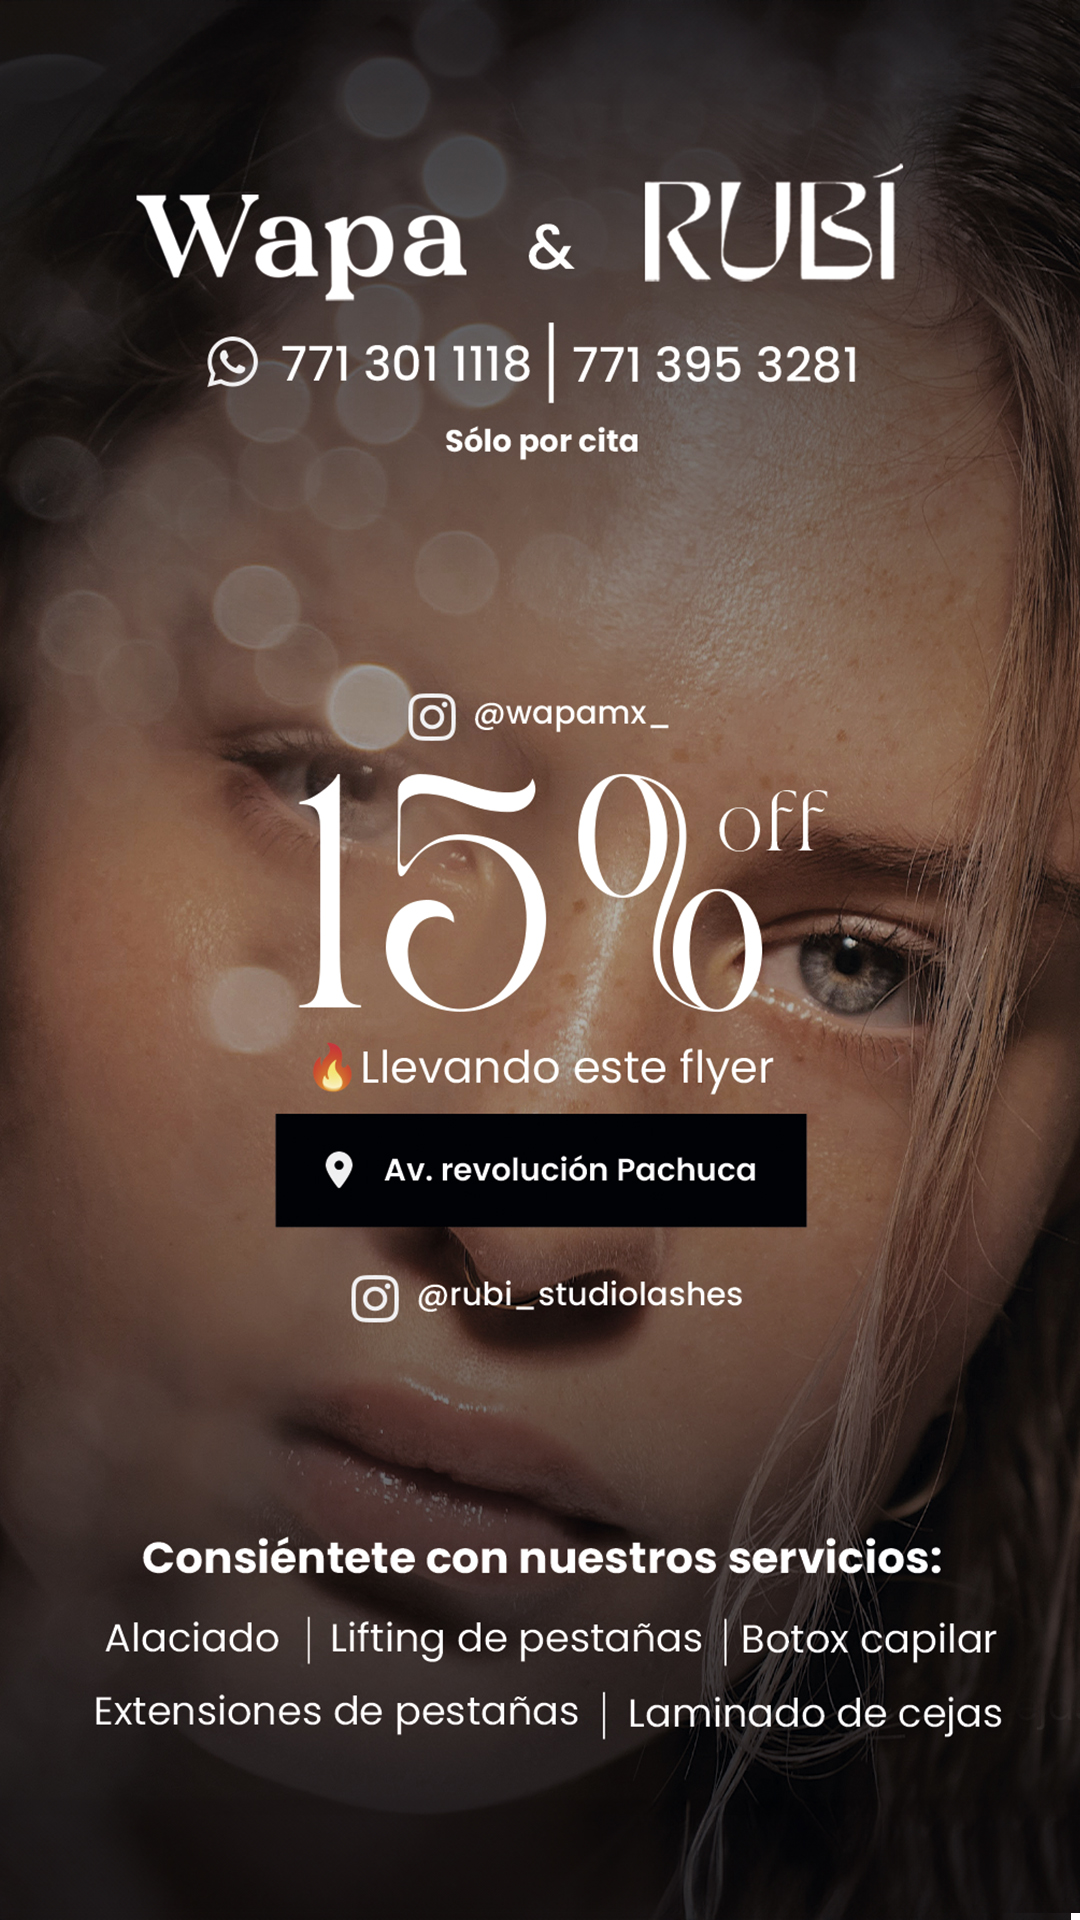 Wapa & RUBÍ
771 301 1118 | 771 395 3281
Sólo por cita
@wapamx_
15% off
🔥Llevando este flyer
Av. revolución Pachuca
@rubi_studiolashes
Consiéntete con nuestros servicios:
Alaciado | Lifting de pestañas | Botox capilar
Extensiones de pestañas | Laminado de cejas